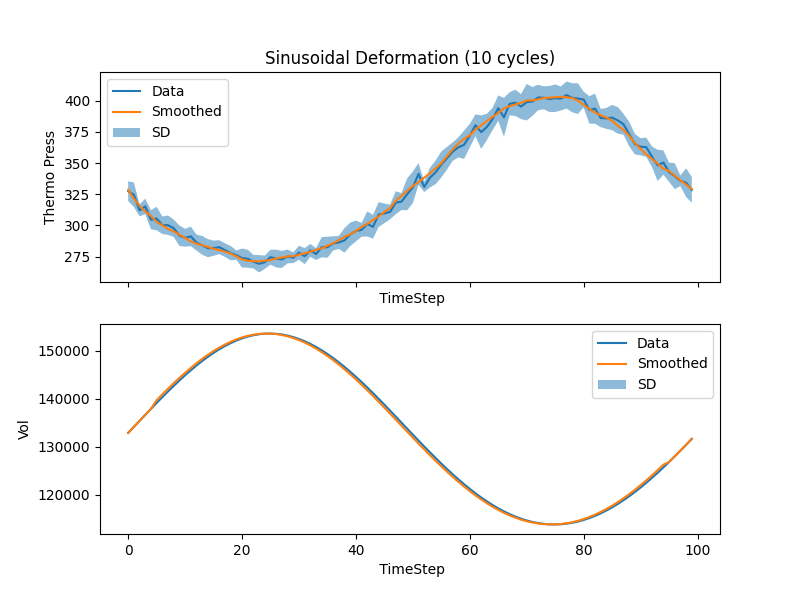 Sinusoidal Deformation (10 cycles)
Thermo Press
400
375
350
325
300
275
Data
Smoothed
SD
TimeStep
Vol
150000
140000
130000
120000
Data
Smoothed
SD
0 20 40 60 80 100
TimeStep